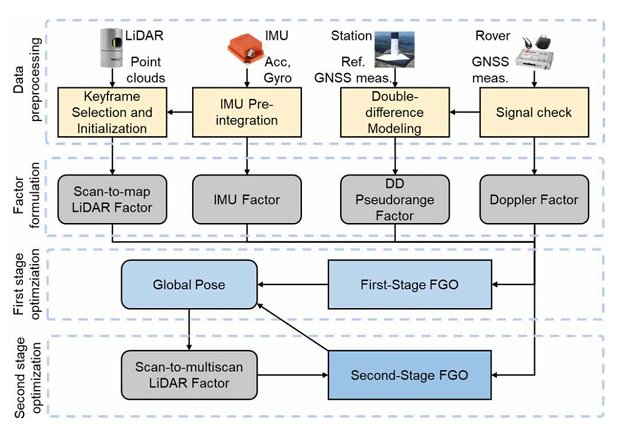 Data
preprocessing
LiDAR
Point
clouds
IMU
Acc,
Gyro
Station
Ref.
GNSS meas.
Rover
GNSS
meas.
Keyframe
Selection and
Initialization
IMU Pre-
integration
Double-
difference
Modeling
Signal check
Factor
formulation
Scan-to-map
LiDAR Factor
IMU Factor
DD
Pseudorange
Factor
Doppler Factor
First stage
optimziation
Global Pose
First-Stage FGO
Second stage
optimization
Scan-to-multiscan
LiDAR Factor
Second-Stage FGO